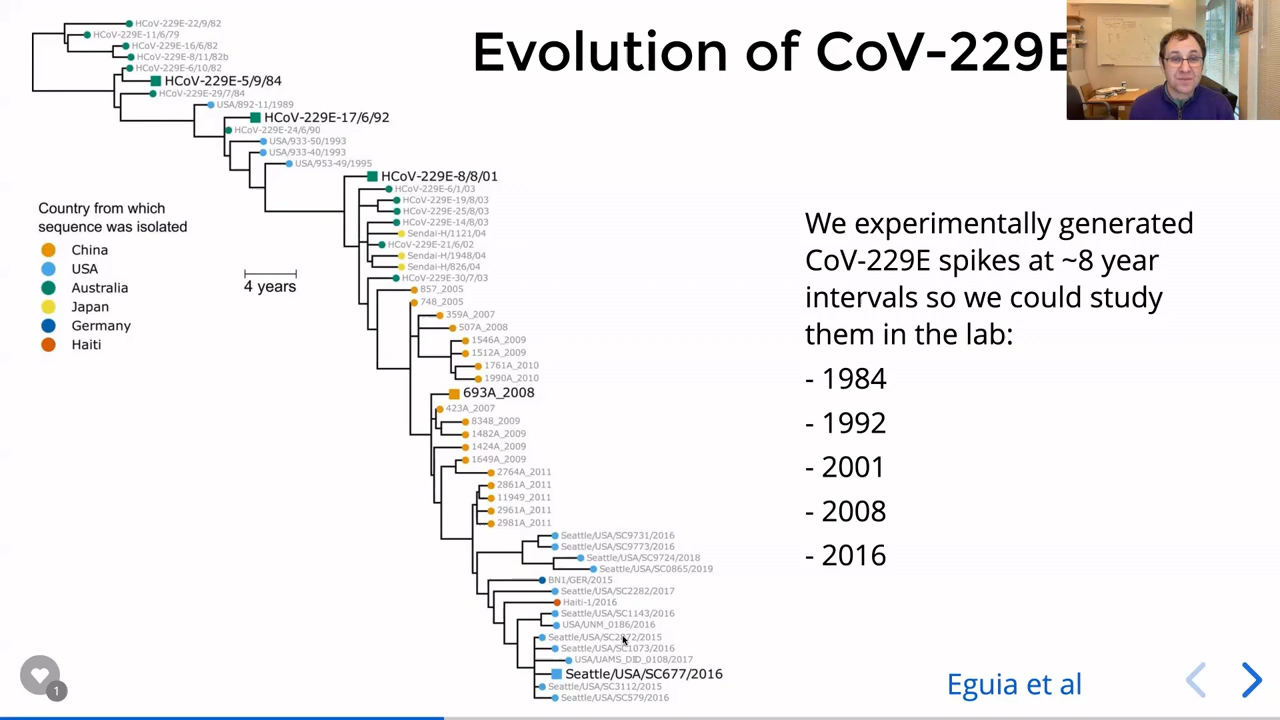 Evolution of CoV-229E
HCoV-229E-22/9/82
HCoV-229E-11/6/79
HCoV-229E-16/6/82
HCoV-229E-8/11/82b
HCoV-229E-6/10/82
HCoV-229E-5/9/84
HCoV-229E-29/7/84
USA/892-11/1989
HCoV-229E-17/6/92
HCoV-229E-24/6/90
USA/933-50/1993
USA/933-40/1993
USA/953-49/1995
HCoV-229E-8/8/01
HCoV-229E-6/1/03
HCoV-229E-19/8/03
HCoV-229E-25/8/03
HCoV-229E-14/8/03
Sendai-H/1121/04
HCoV-229E-21/6/02
Sendai-H/1948/04
Sendai-H/826/04
HCoV-229E-30/7/03
857_2005
748_2005
359A_2007
507A_2008
1546A_2009
1512A_2009
1761A_2010
1990A_2010
693A_2008
423A_2007
8348_2009
1482A_2009
1424A_2009
1649A_2009
2764A_2011
2861A_2011
11949_2011
2961A_2011
2981A_2011
Seattle/USA/SC9731/2016
Seattle/USA/SC9773/2016
Seattle/USA/SC9724/2018
Seattle/USA/SC0865/2019
BN1/GER/2015
Seattle/USA/SC2282/2017
Haiti-1/2016
Seattle/USA/SC1143/2016
USA/UNM_0186/2016
Seattle/USA/SC2872/2015
Seattle/USA/SC1073/2016
USA/UAMS_DID_0108/2017
Seattle/USA/SC677/2016
Seattle/USA/SC3112/2015
Seattle/USA/SC579/2016
Country from which
sequence was isolated
China
USA
Australia
Japan
Germany
Haiti
4 years
We experimentally generated
CoV-229E spikes at ~8 year
intervals so we could study
them in the lab:
- 1984
- 1992
- 2001
- 2008
- 2016
Eguia et al
1